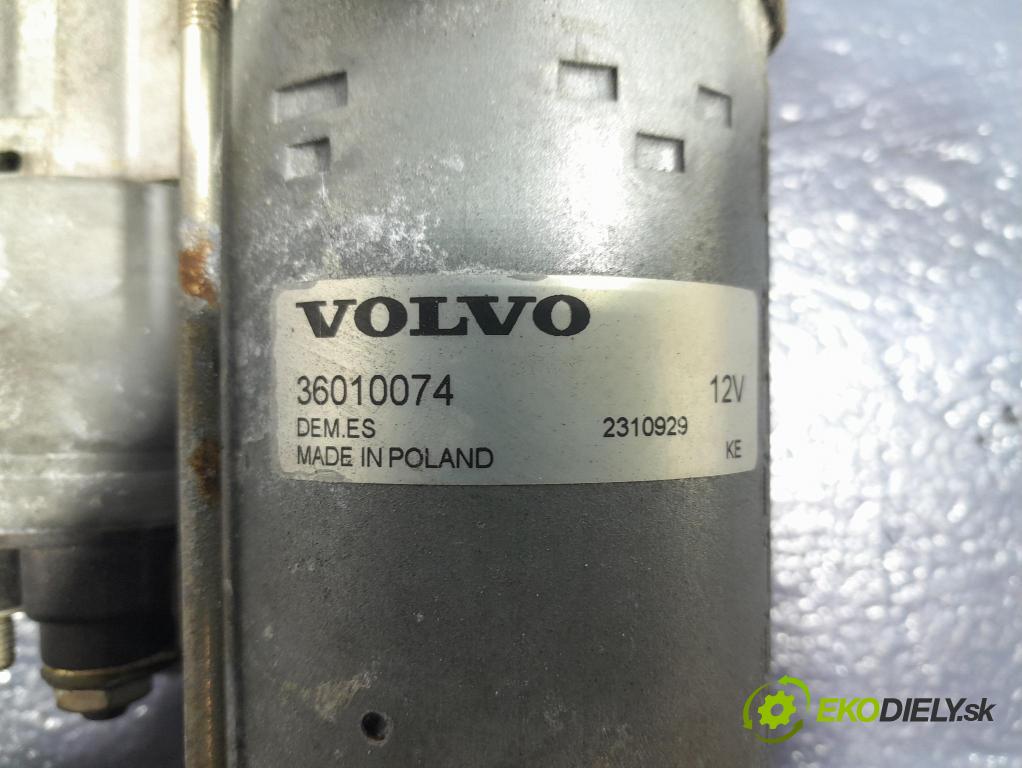 VOLVO
36010074 12V
DEM.ES 2310929
MADE IN POLAND KE
EKODIELY.sk